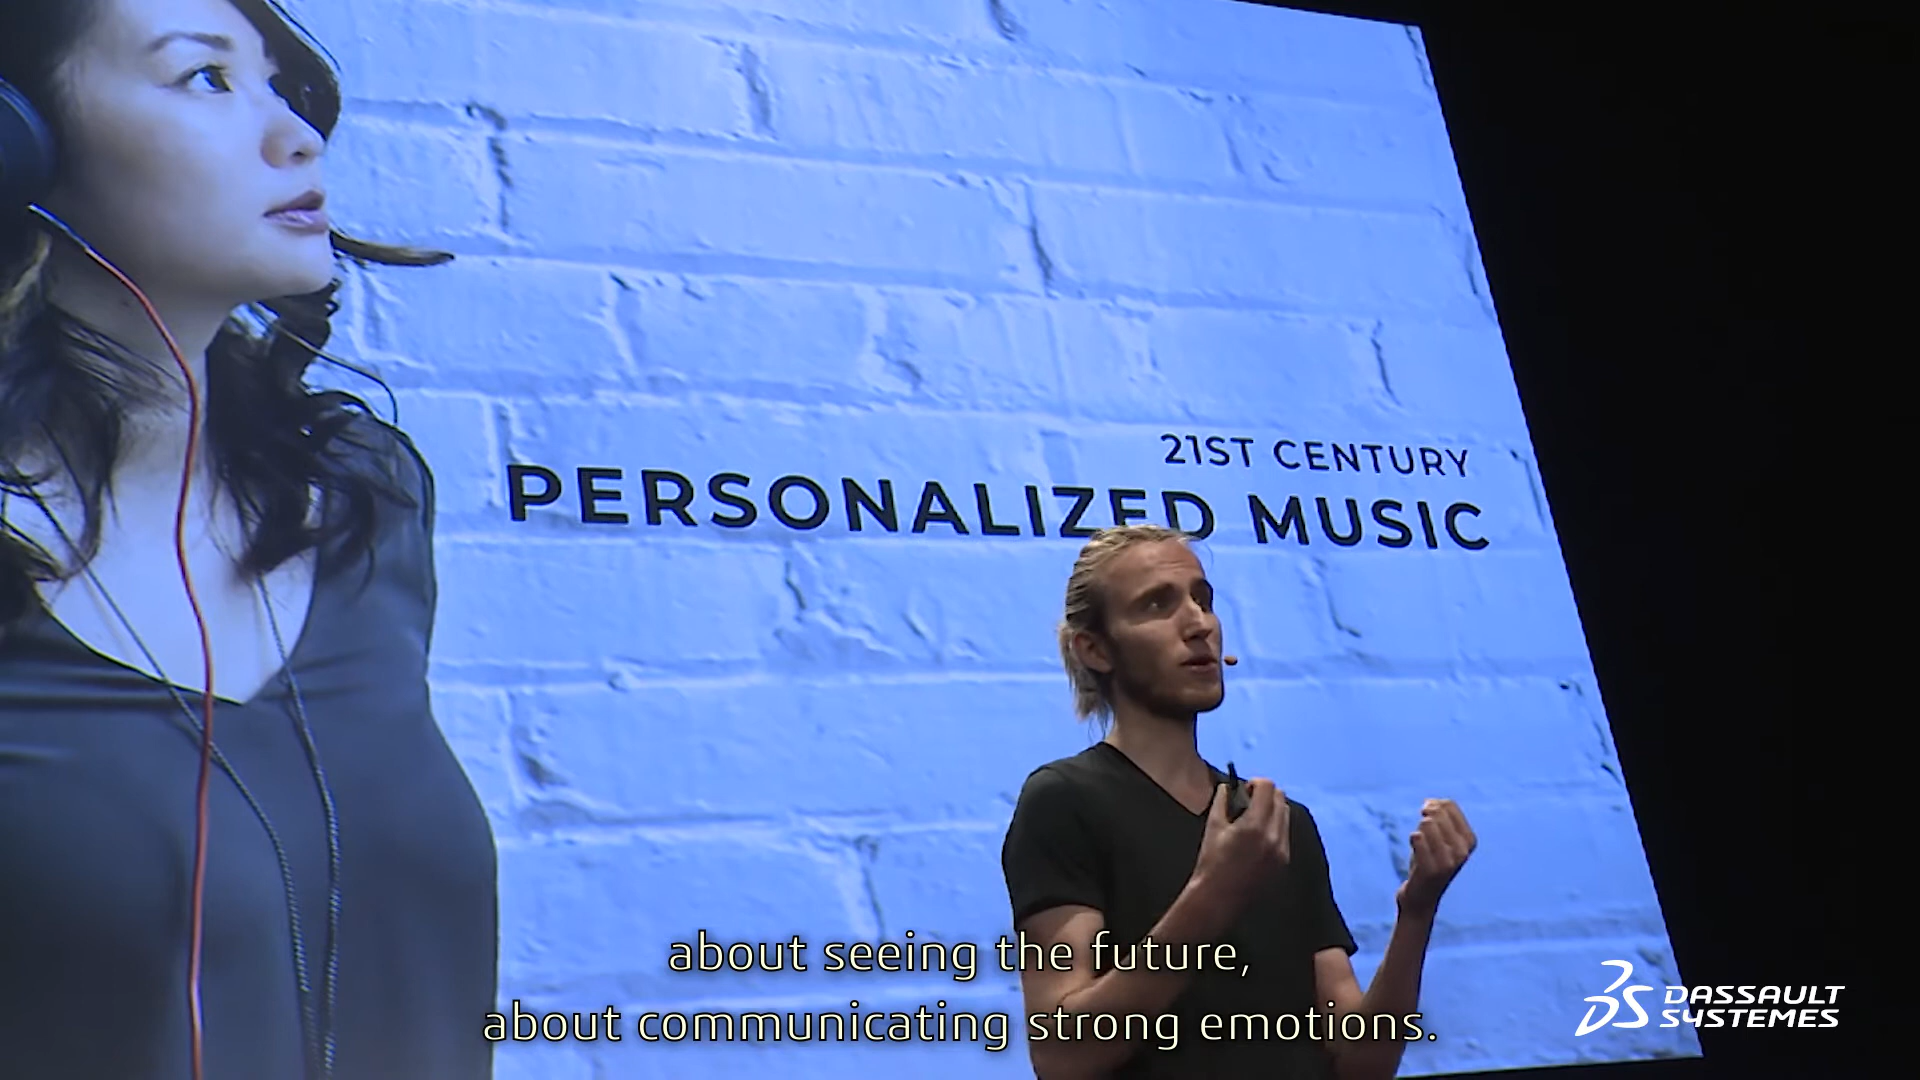 21ST CENTURY
PERSONALIZED MUSIC
about seeing the future,
about communicating strong emotions.
DASSAULT
SYSTEMES